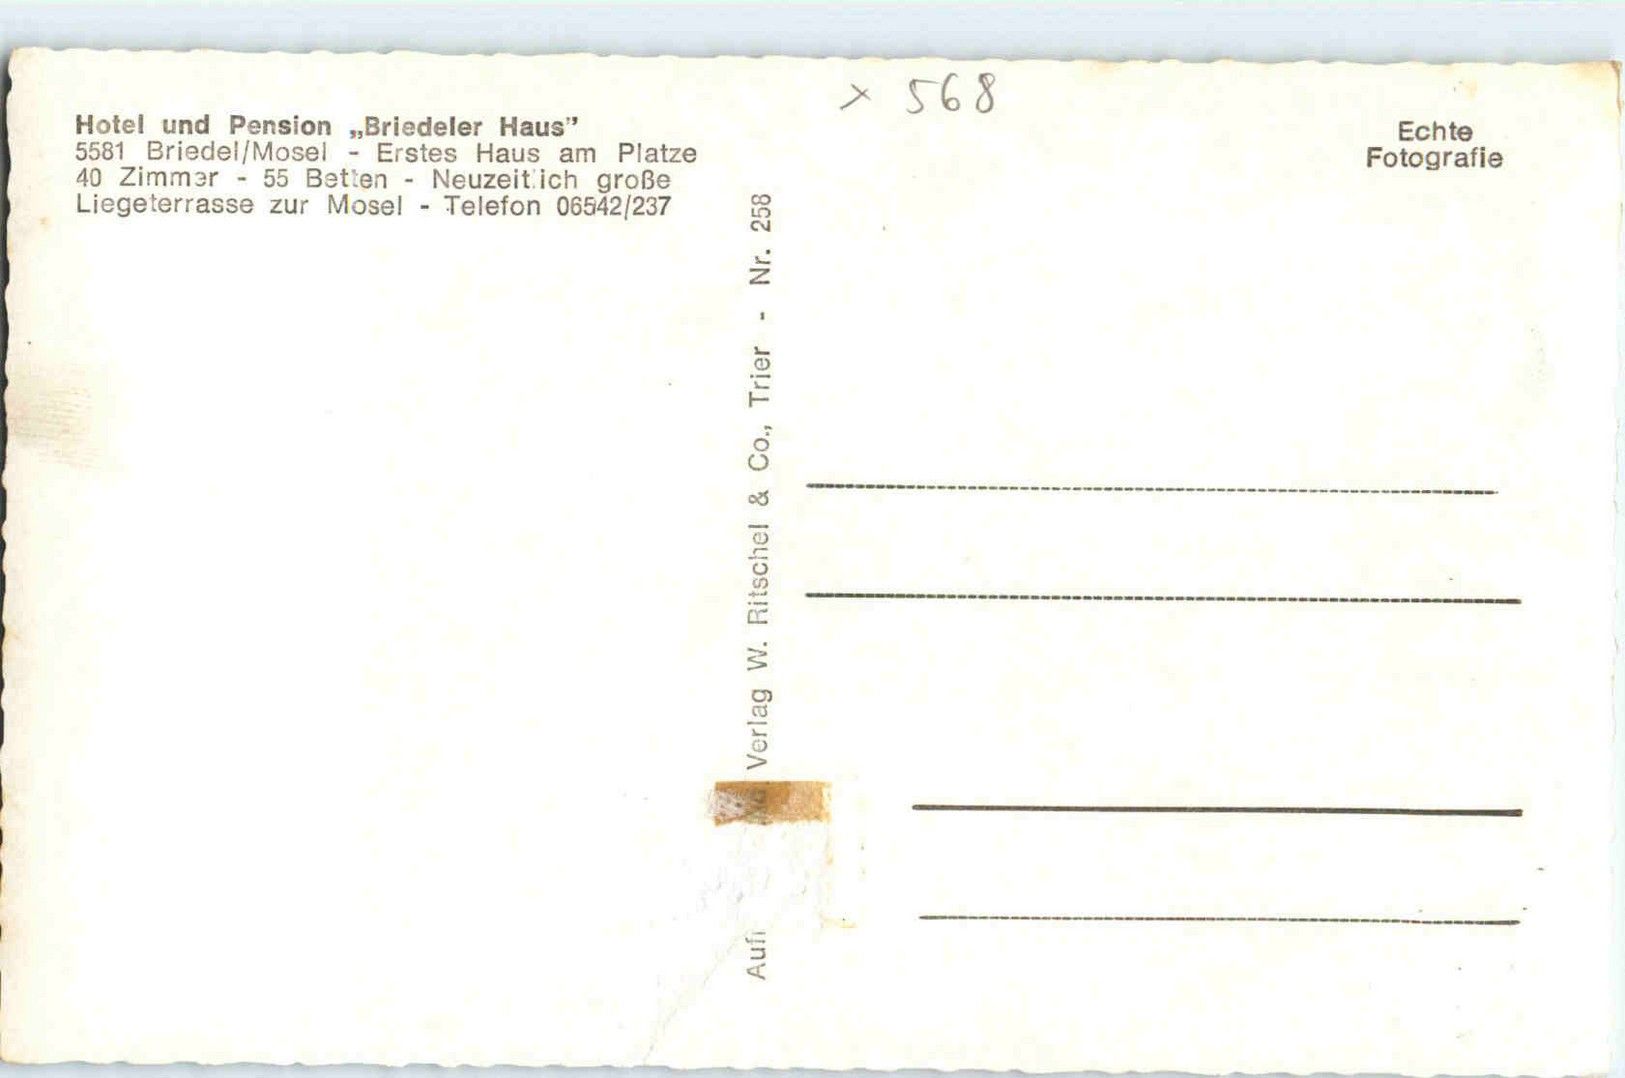 Hotel und Pension „Briedeler Haus”
5581 Briedel/Mosel - Erstes Haus am Platze
40 Zimmer - 55 Betten - Neuzeitlich große
Liegeterrasse zur Mosel - Telefon 06542/237
x 568
Echte
Fotografie
Verlag W. Ritschel & Co., Trier - Nr. 258